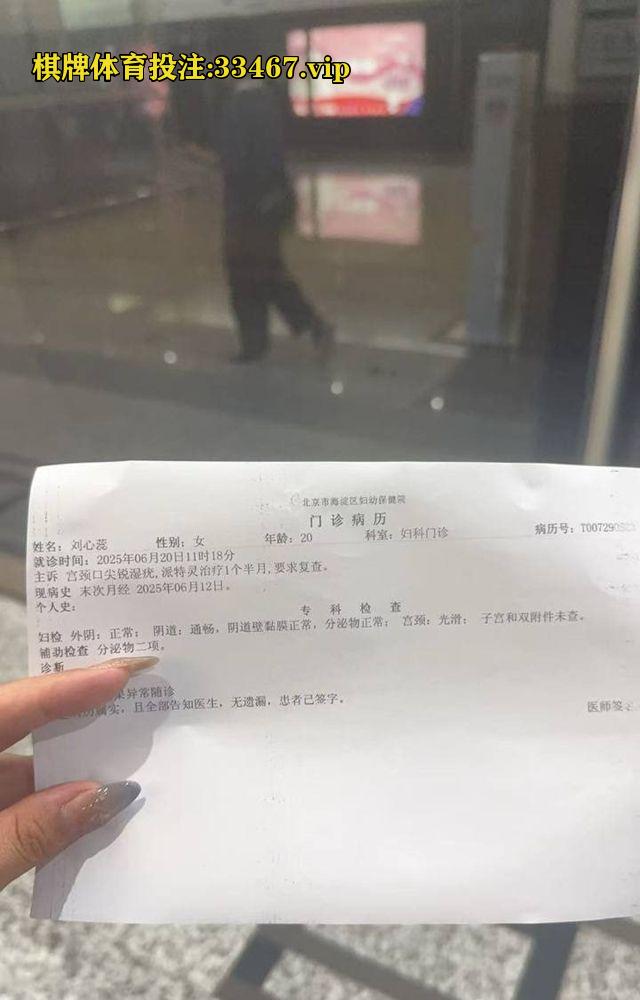 棋牌体育投注:33467.vip
北京市海淀区妇幼保健院
门诊病历
姓名: 刘心蕊 性别: 女 年龄: 20 科室: 妇科门诊 病历号: T00729
就诊时间: 2025年06月20日11时18分
主诉 宫颈口尖锐湿疣,派特灵治疗1个半月,要求复查。
现病史 末次月经 2025年06月12日。
个人史:
专科检查
妇检 外阴: 正常; 阴道: 通畅, 阴道壁黏膜正常, 分泌物正常; 宫颈: 光滑; 子宫和双附件未查。
辅助检查 分泌物二项。
诊断
果异常随诊
属实, 且全部告知医生, 无遗漏, 患者已签字。
医师签名